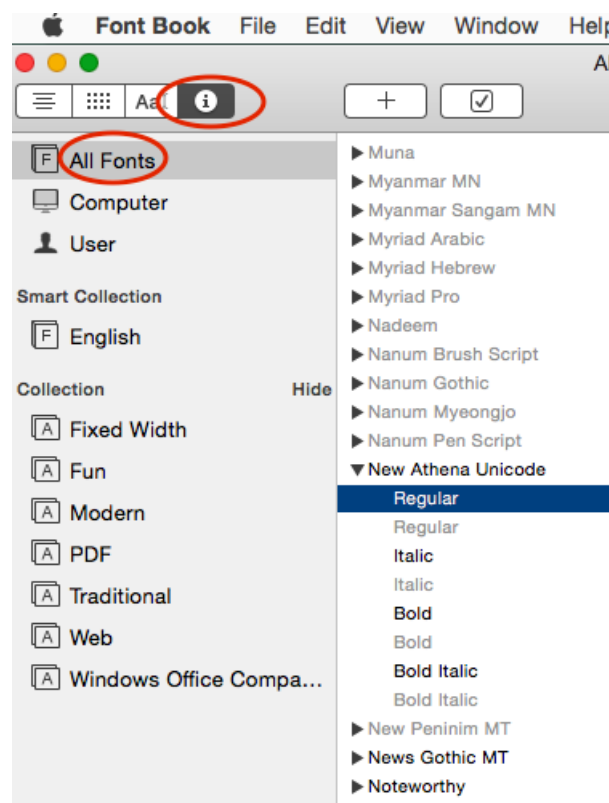 Font Book File Edit View Window Help
Al
Aa
All Fonts
Computer
User
Smart Collection
English
Collection Hide
Fixed Width
Fun
Modern
PDF
Traditional
Web
Windows Office Compa...
Muna
Myanmar MN
Myanmar Sangam MN
Myriad Arabic
Myriad Hebrew
Myriad Pro
Nadeem
Nanum Brush Script
Nanum Gothic
Nanum Myeongjo
Nanum Pen Script
New Athena Unicode
Regular
Regular
Italic
Italic
Bold
Bold
Bold Italic
Bold Italic
New Peninim MT
News Gothic MT
Noteworthy